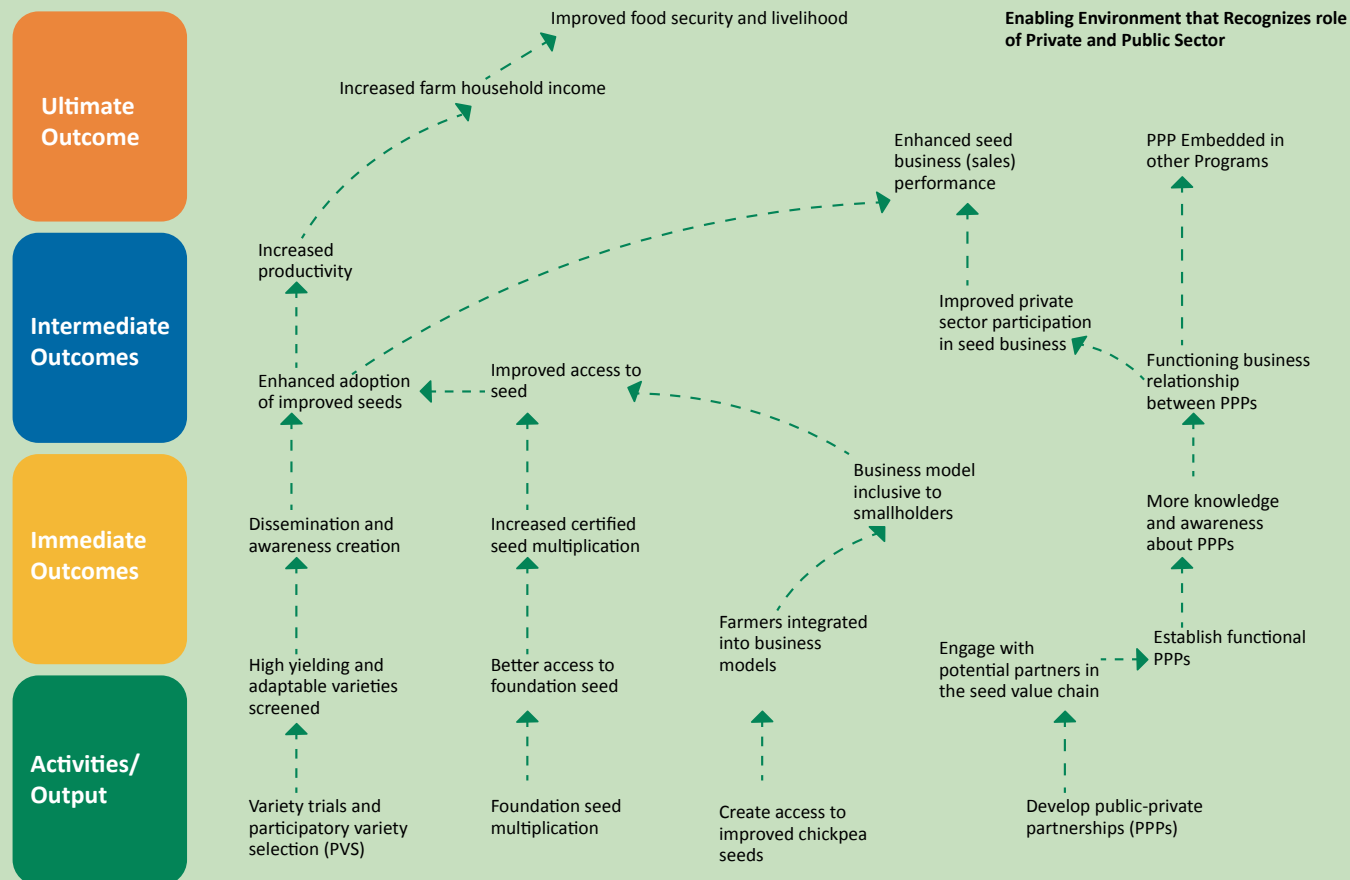 Improved food security and livelihood
Enabling Environment that Recognizes role
of Private and Public Sector
Ultimate
Outcome
Increased farm household income
Enhanced seed
business (sales)
performance
PPP Embedded in
other Programs
Intermediate
Outcomes
Increased
productivity
Improved private
sector participation
in seed business
Enhanced adoption
of improved seeds
Improved access to
seed
Functioning business
relationship
between PPPs
Immediate
Outcomes
Dissemination and
awareness creation
Increased certified
seed multiplication
Business model
inclusive to
smallholders
More knowledge
and awareness
about PPPs
High yielding and
adaptable varieties
screened
Better access to
foundation seed
Farmers integrated
into business
models
Engage with
potential partners in
the seed value chain
Establish functional
PPPs
Activities/
Output
Variety trials and
participatory variety
selection (PVS)
Foundation seed
multiplication
Create access to
improved chickpea
seeds
Develop public-private
partnerships (PPPs)